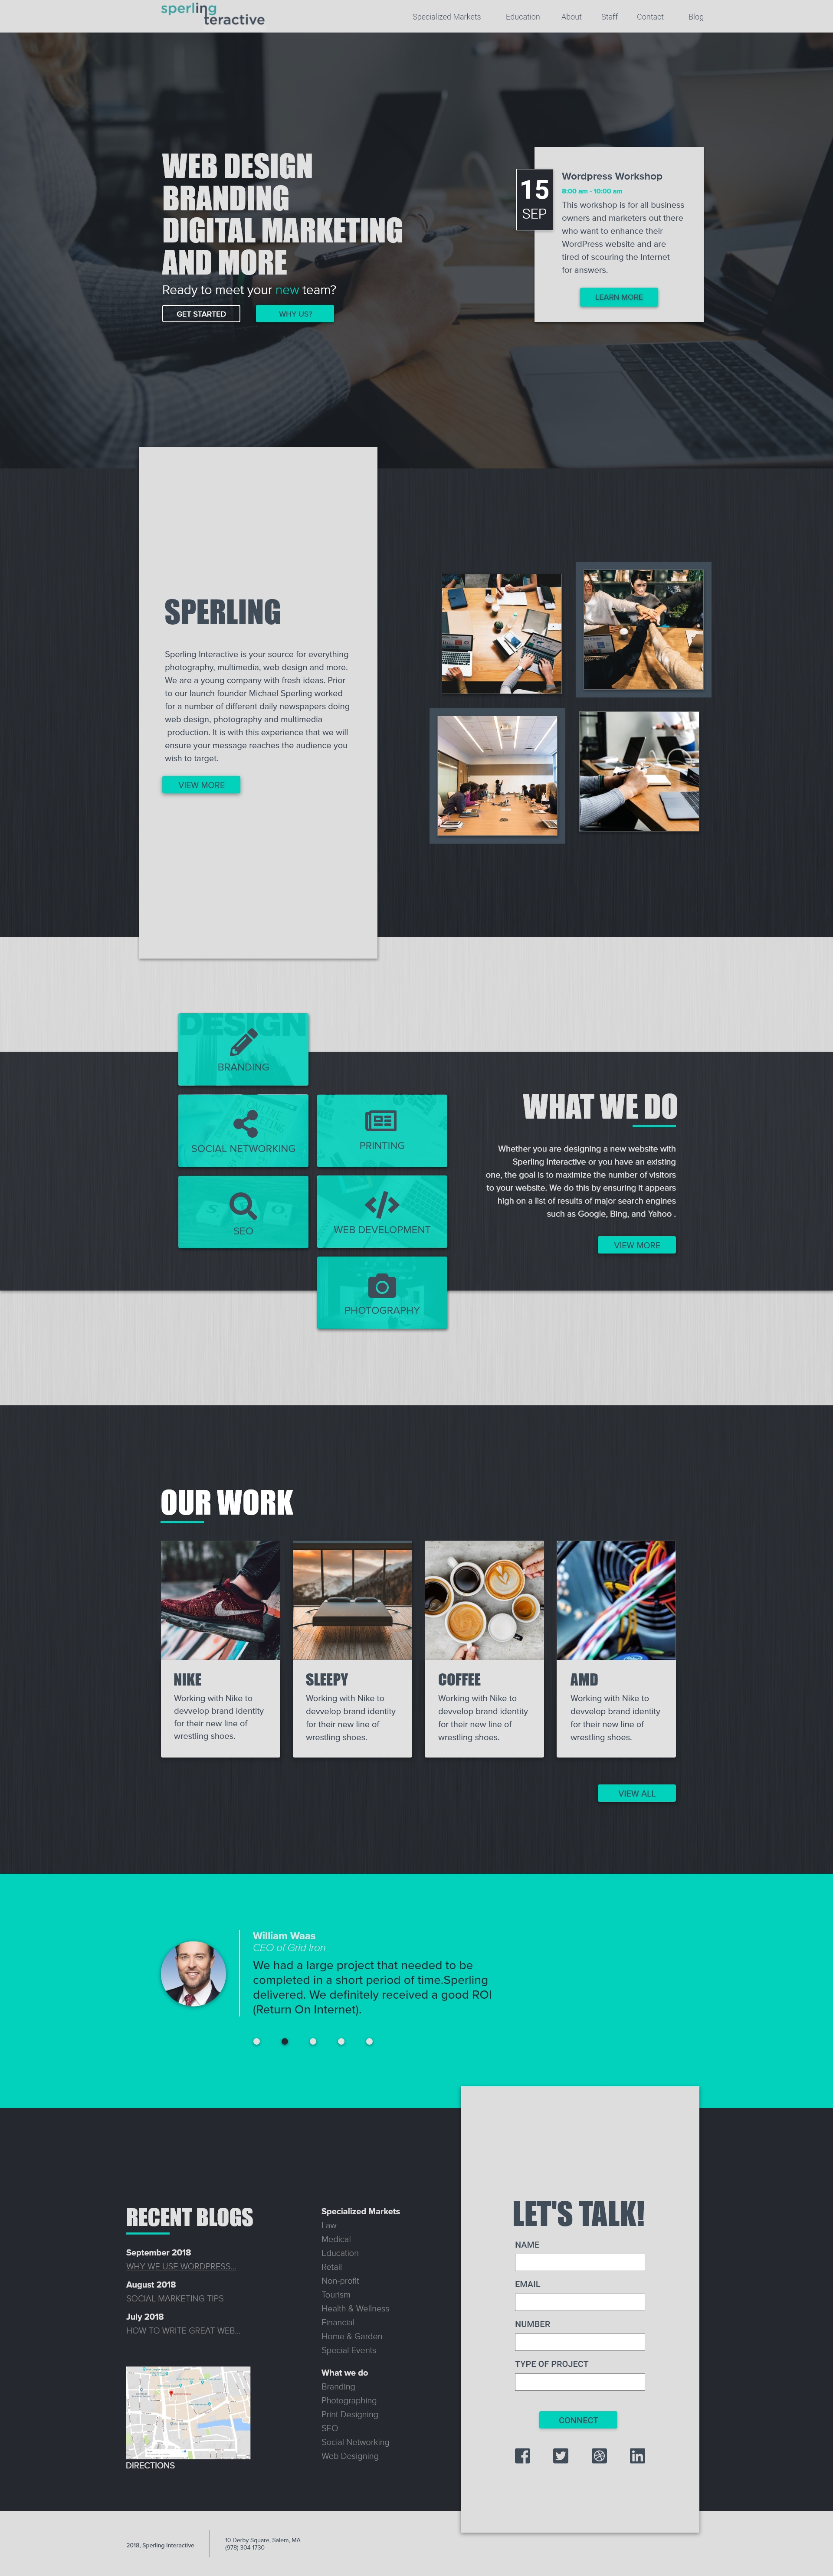 sperling
interactive
Specialized Markets
Education
About
Staff
Contact
Blog
WEB DESIGN
BRANDING
DIGITAL MARKETING
AND MORE
Ready to meet your new team?
GET STARTED
WHY US?
15
SEP
Wordpress Workshop
8:00 am - 10:00 am
This workshop is for all business
owners and marketers out there
who want to enhance their
WordPress website and are
tired of scouring the Internet
for answers.
LEARN MORE
SPERLING
Sperling Interactive is your source for everything
photography, multimedia, web design and more.
We are a young company with fresh ideas. Prior
to our launch founder Michael Sperling worked
for a number of different daily newspapers doing
web design, photography and multimedia
production. It is with this experience that we will
ensure your message reaches the audience you
wish to target.
VIEW MORE
DESIGN
BRANDING
SOCIAL NETWORKING
PRINTING
SEO
WEB DEVELOPMENT
PHOTOGRAPHY
WHAT WE DO
Whether you are designing a new website with
Sperling Interactive or you have an existing
one, the goal is to maximize the number of visitors
to your website. We do this by ensuring it appears
high on a list of results of major search engines
such as Google, Bing, and Yahoo .
VIEW MORE
OUR WORK
NIKE
Working with Nike to
devvelop brand identity
for their new line of
wrestling shoes.
SLEEPY
Working with Nike to
devvelop brand identity
for their new line of
wrestling shoes.
COFFEE
Working with Nike to
devvelop brand identity
for their new line of
wrestling shoes.
AMD
Working with Nike to
devvelop brand identity
for their new line of
wrestling shoes.
VIEW ALL
William Waas
CEO of Grid Iron
We had a large project that needed to be
completed in a short period of time.Sperling
delivered. We definitely received a good ROI
(Return On Internet).
RECENT BLOGS
September 2018
WHY WE USE WORDPRESS...
August 2018
SOCIAL MARKETING TIPS
July 2018
HOW TO WRITE GREAT WEB...
DIRECTIONS
Specialized Markets
Law
Medical
Education
Retail
Non-profit
Tourism
Health & Wellness
Financial
Home & Garden
Special Events
What we do
Branding
Photographing
Print Designing
SEO
Social Networking
Web Designing
LET'S TALK!
NAME
EMAIL
NUMBER
TYPE OF PROJECT
CONNECT
2018, Sperling Interactive
10 Derby Square, Salem, MA
(978) 304-1730